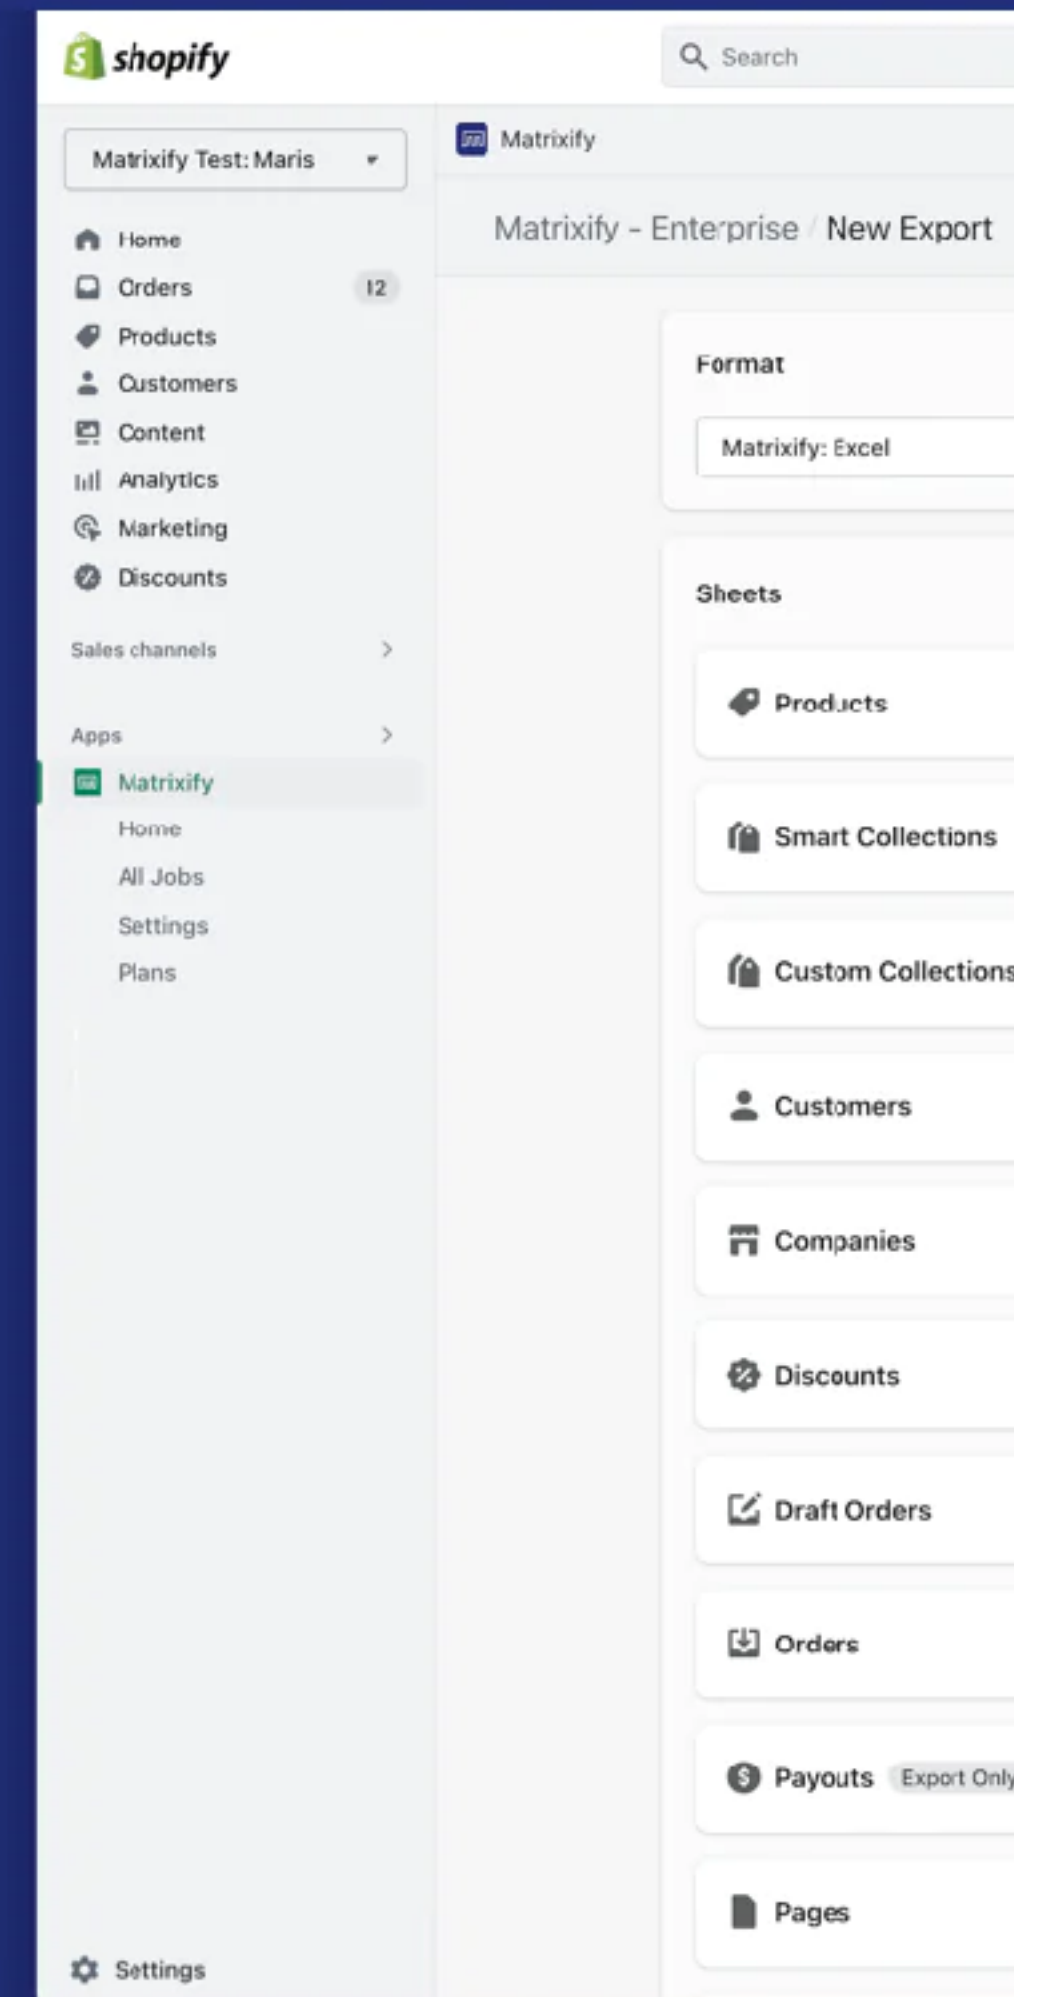 shopify
Search
Matrixify Test: Maris
Home
Orders 12
Products
Customers
Content
Analytics
Marketing
Discounts
Sales channels
Apps
Matrixify
Home
All Jobs
Settings
Plans
Settings
Matrixify
Matrixify - Enterprise / New Export
Format
Matrixify: Excel
Sheets
Products
Smart Collections
Custom Collections
Customers
Companies
Discounts
Draft Orders
Orders
Payouts Export Only
Pages